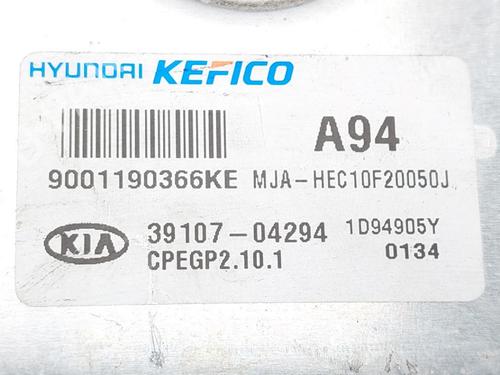 HYUNDAI KEFICO
A94
9001190366KE MJA-HEC10F20050J
KIA 39107-04294 1D94905Y
CPEGP2.10.1 0134